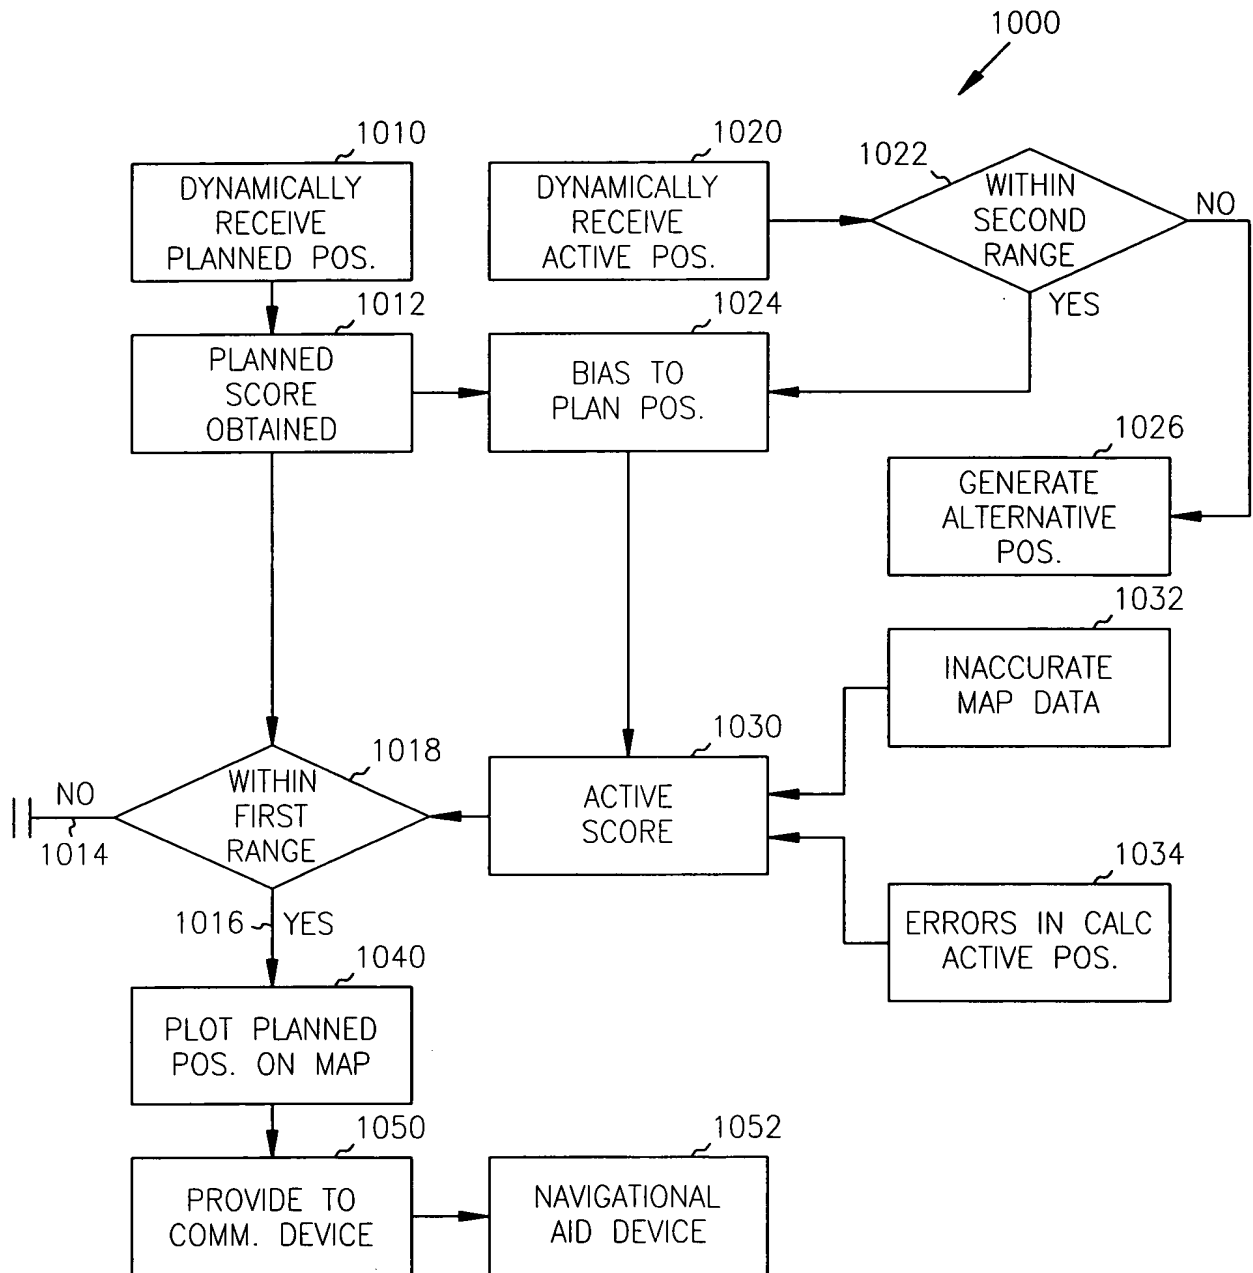 1000
1010
DYNAMICALLY
RECEIVE
PLANNED POS.
1020
DYNAMICALLY
RECEIVE
ACTIVE POS.
1022
WITHIN
SECOND
RANGE
NO
YES
1012
PLANNED
SCORE
OBTAINED
1024
BIAS TO
PLAN POS.
1026
GENERATE
ALTERNATIVE
POS.
1032
INACCURATE
MAP DATA
1018
WITHIN
FIRST
RANGE
NO
1014
1030
ACTIVE
SCORE
1034
ERRORS IN CALC
ACTIVE POS.
1016
YES
1040
PLOT PLANNED
POS. ON MAP
1050
PROVIDE TO
COMM. DEVICE
1052
NAVIGATIONAL
AID DEVICE